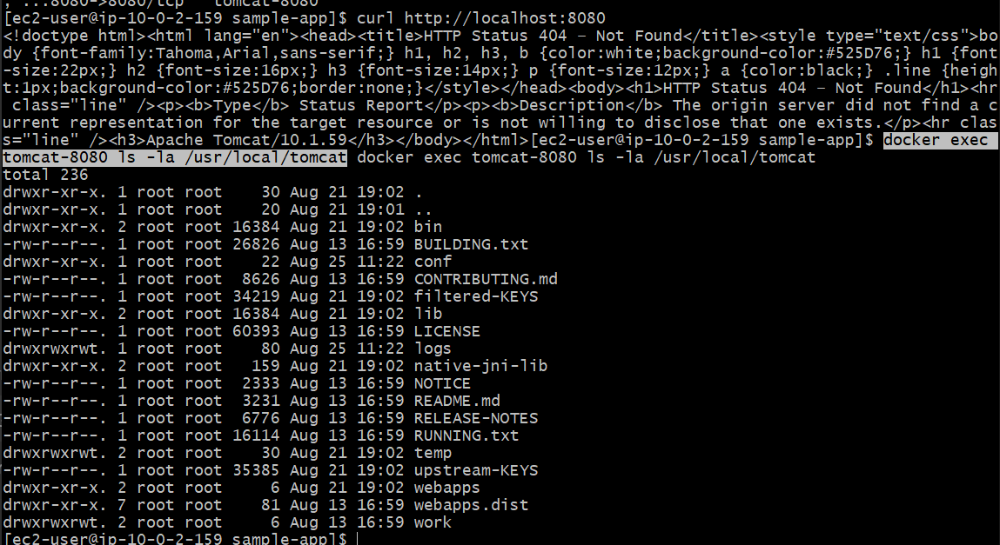 , ...8080->8080/tcp   tomcat-8080
[ec2-user@ip-10-0-2-159 sample-app]$ curl http://localhost:8080
<!doctype html><html lang="en"><head><title>HTTP Status 404 – Not Found</title><style type="text/css">bo
dy {font-family:Tahoma,Arial,sans-serif;} h1, h2, h3, b {color:white;background-color:#525D76;} h1 {font
-size:22px;} h2 {font-size:16px;} h3 {font-size:14px;} p {font-size:12px;} a {color:black;} .line {heigh
t:1px;background-color:#525D76;border:none;}</style></head><body><h1>HTTP Status 404 – Not Found</h1><hr
 class="line" /><p><b>Type</b> Status Report</p><p><b>Description</b> The origin server did not find a c
urrent representation for the target resource or is not willing to disclose that one exists.</p><hr clas
s="line" /><h3>Apache Tomcat/10.1.59</h3></body></html>[ec2-user@ip-10-0-2-159 sample-app]$ docker exec
tomcat-8080 ls -la /usr/local/tomcat docker exec tomcat-8080 ls -la /usr/local/tomcat
total 236
drwxr-xr-x. 1 root root    30 Aug 21 19:02 .
drwxr-xr-x. 1 root root    20 Aug 21 19:01 ..
drwxr-xr-x. 2 root root 16384 Aug 21 19:02 bin
-rw-r--r--. 1 root root 26826 Aug 13 16:59 BUILDING.txt
drwxr-xr-x. 1 root root    22 Aug 25 11:22 conf
-rw-r--r--. 1 root root  8626 Aug 13 16:59 CONTRIBUTING.md
-rw-r--r--. 1 root root 34219 Aug 21 19:02 filtered-KEYS
drwxr-xr-x. 2 root root 16384 Aug 21 19:02 lib
-rw-r--r--. 1 root root 60393 Aug 13 16:59 LICENSE
drwxrwxrwt. 1 root root    80 Aug 25 11:22 logs
drwxr-xr-x. 2 root root   159 Aug 21 19:02 native-jni-lib
-rw-r--r--. 1 root root  2333 Aug 13 16:59 NOTICE
-rw-r--r--. 1 root root  3231 Aug 13 16:59 README.md
-rw-r--r--. 1 root root  6776 Aug 13 16:59 RELEASE-NOTES
-rw-r--r--. 1 root root 16114 Aug 13 16:59 RUNNING.txt
drwxrwxrwt. 2 root root    30 Aug 21 19:02 temp
-rw-r--r--. 1 root root 35385 Aug 21 19:02 upstream-KEYS
drwxr-xr-x. 2 root root     6 Aug 21 19:02 webapps
drwxr-xr-x. 7 root root    81 Aug 13 16:59 webapps.dist
drwxrwxrwt. 2 root root     6 Aug 13 16:59 work
[ec2-user@ip-10-0-2-159 sample-app]$